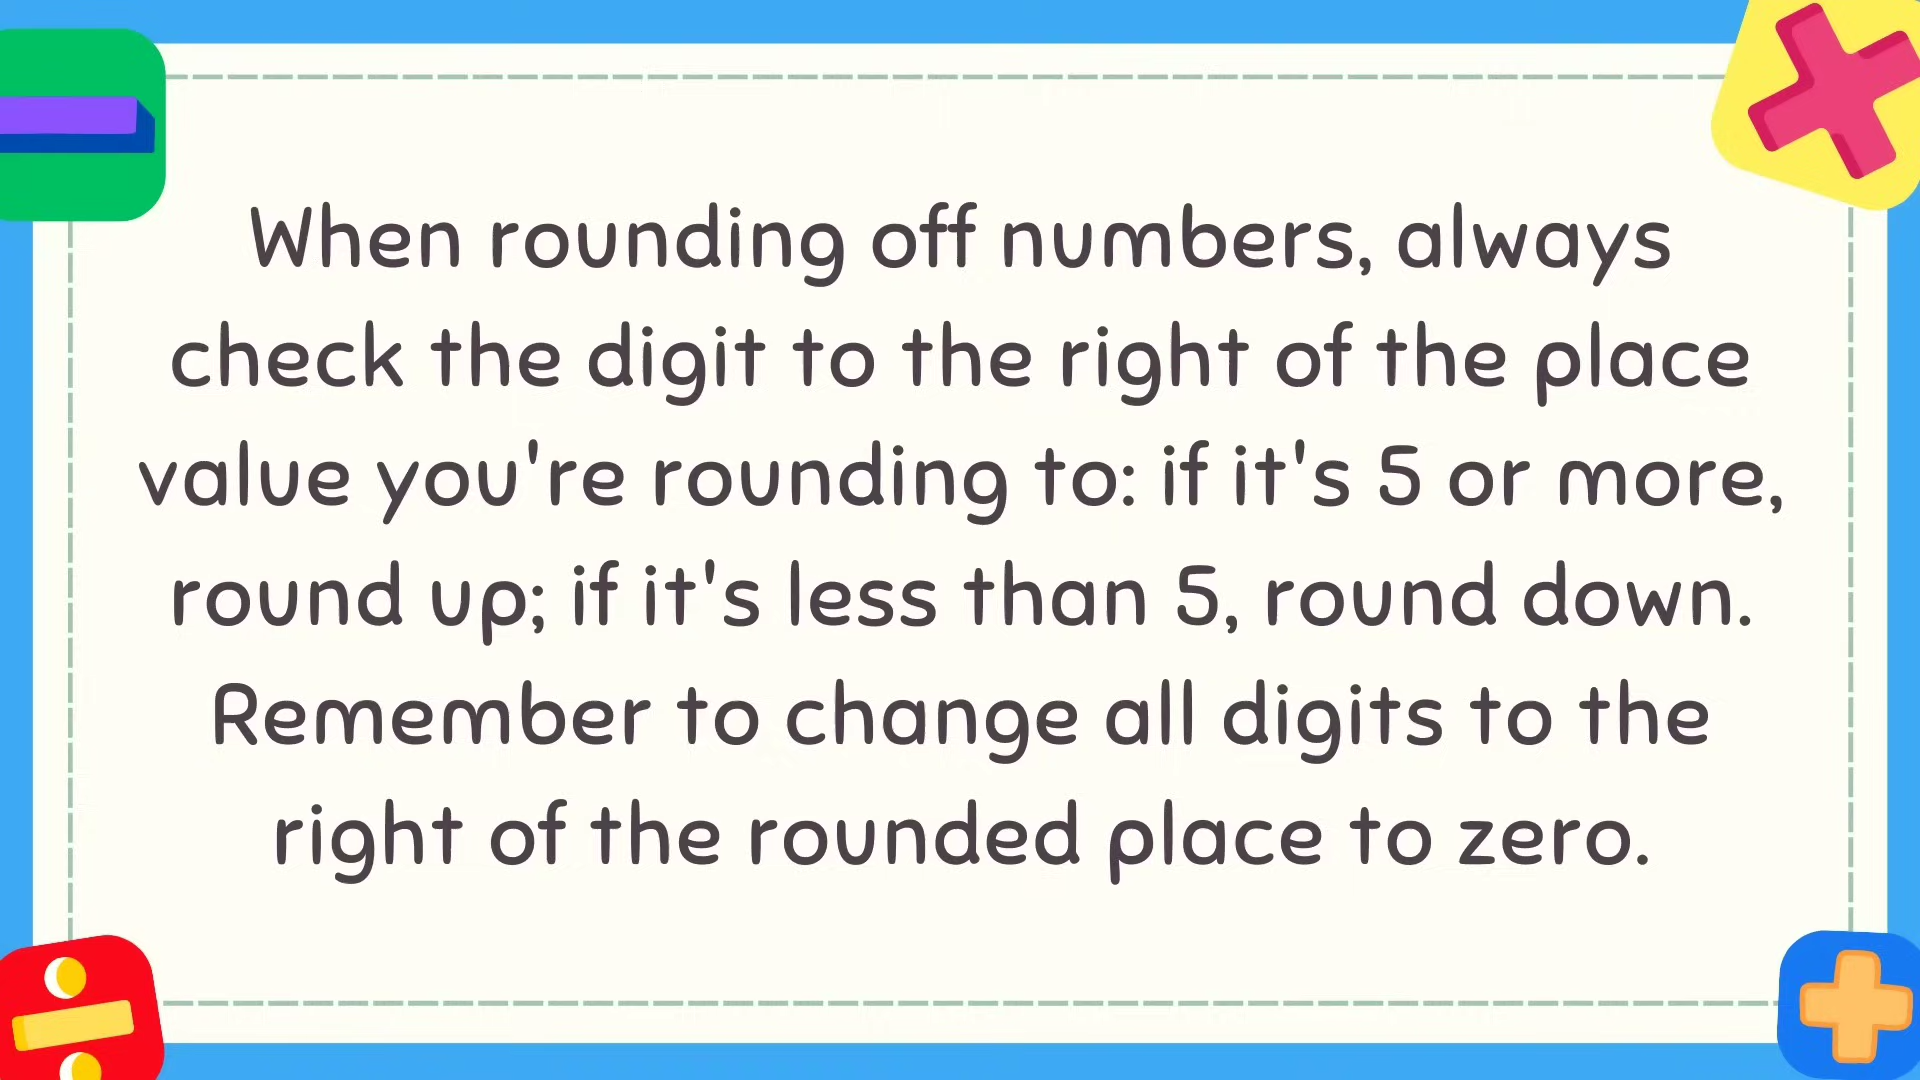 When rounding off numbers, always
check the digit to the right of the place
value you're rounding to: if it's 5 or more,
round up; if it's less than 5, round down.
Remember to change all digits to the
right of the rounded place to zero.